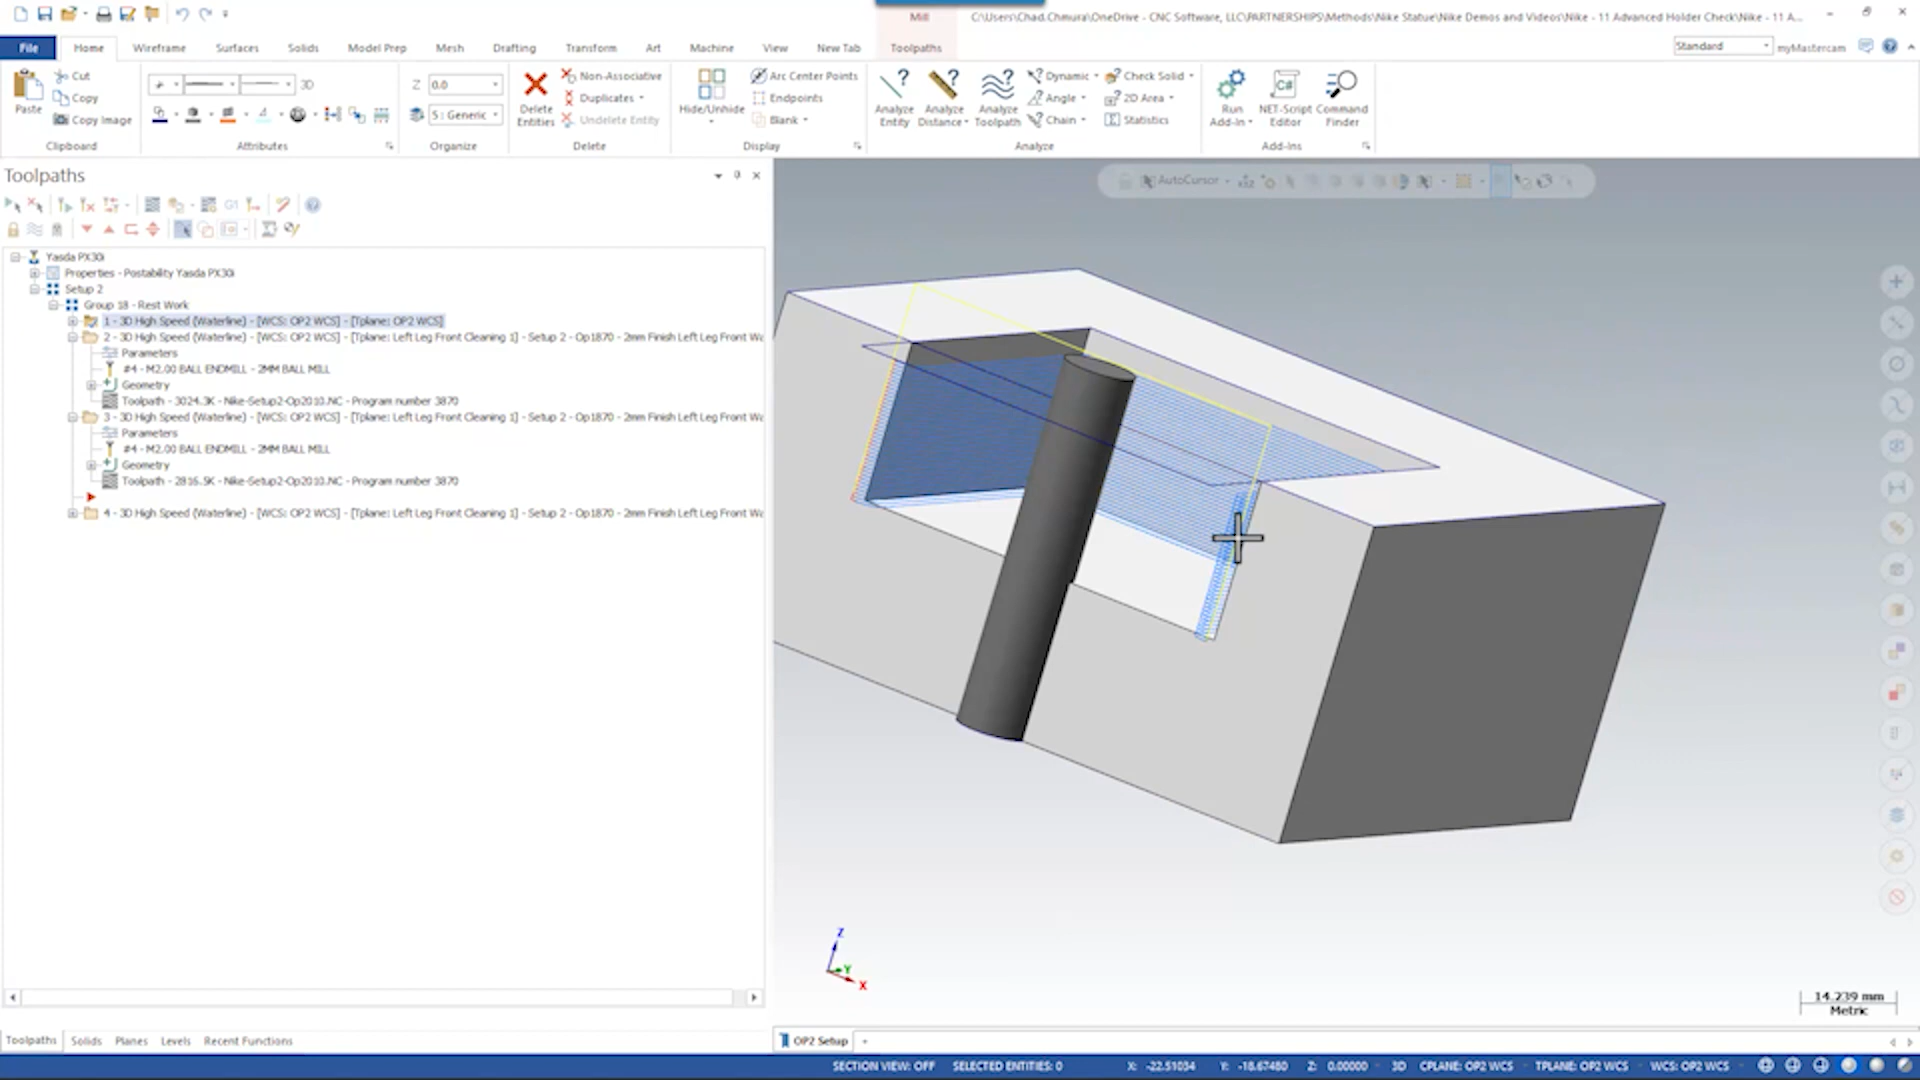 Mill
C:\Users\Chad.Chmura\OneDrive - CNC Software, LLC\PARTNERSHIPS\Methods\Nike Statue\Nike Demos and Videos\Nike - 11 Advanced Holder Check\Nike - 11 A...
File
Home
Wireframe
Surfaces
Solids
Model Prep
Mesh
Drafting
Transform
Art
Machine
View
New Tab
Toolpaths
Standard
myMastercam
Paste
Cut
Copy
Copy Image
Clipboard
3D
Attributes
Z 0.0
5 : Generic
Organize
Delete Entities
Non-Associative
Duplicates
Undelete Entity
Delete
Hide/Unhide
Arc Center Points
Endpoints
Blank
Display
Analyze Entity
Analyze Distance
Analyze Toolpath
Dynamic
Angle
Chain
Check Solid
2D Area
Statistics
Analyze
Run Add-In
NET-Script Editor
Command Finder
Add-Ins
Toolpaths
G1
Yasda PX30i
Properties - Postability Yasda PX30i
Setup 2
Group 18 - Rest Work
1 - 3D High Speed (Waterline) - [WCS: OP2 WCS] - [Tplane: OP2 WCS]
2 - 3D High Speed (Waterline) - [WCS: OP2 WCS] - [Tplane: Left Leg Front Cleaning 1] - Setup 2 - Op1870 - 2mm Finish Left Leg Front Wa
Parameters
#4 - M2.00 BALL ENDMILL - 2MM BALL MILL
Geometry
Toolpath - 3024.3K - Nike-Setup2-Op2010.NC - Program number 3870
3 - 3D High Speed (Waterline) - [WCS: OP2 WCS] - [Tplane: Left Leg Front Cleaning 1] - Setup 2 - Op1870 - 2mm Finish Left Leg Front Wa
Parameters
#4 - M2.00 BALL ENDMILL - 2MM BALL MILL
Geometry
Toolpath - 2816.5K - Nike-Setup2-Op2010.NC - Program number 3870
4 - 3D High Speed (Waterline) - [WCS: OP2 WCS] - [Tplane: Left Leg Front Cleaning 1] - Setup 2 - Op1870 - 2mm Finish Left Leg Front Wa
AutoCursor
Z
Y
X
14.239 mm
Metric
Toolpaths
Solids
Planes
Levels
Recent Functions
OP2 Setup
SECTION VIEW: OFF SELECTED ENTITIES: 0 X: -22.51034 Y: -18.67480 Z: 0.00000 3D CPLANE: OP2 WCS TPLANE: OP2 WCS WCS: OP2 WCS